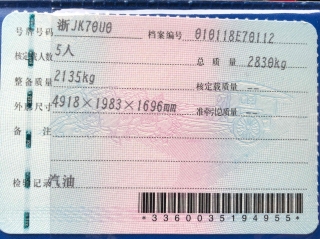 号牌号码 浙JK70U0 档案编号 010118E70112
核定载人数 5人 总质量 2830kg
整备质量 2135kg 核定载质量 --
外廓尺寸 4918×1983×1696mm 准牵引总质量 --
检验记录 汽油
*3360035194955*